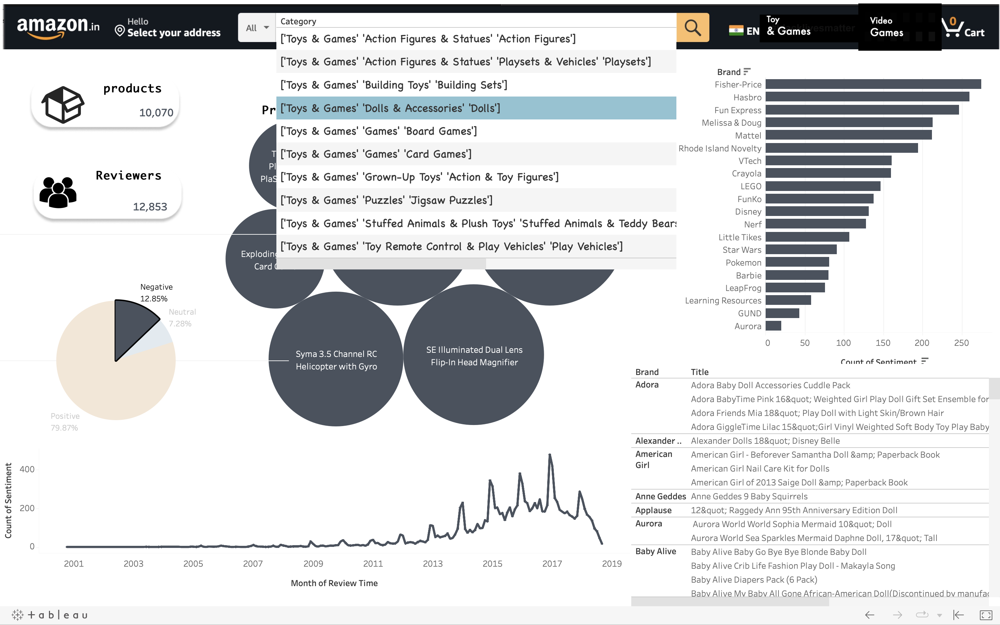 amazon.in
Hello
Select your address
All
Category
EN
Toy
& Games
Video
Games
0
Cart
['Toys & Games' 'Action Figures & Statues' 'Action Figures']
['Toys & Games' 'Action Figures & Statues' 'Playsets & Vehicles' 'Playsets']
['Toys & Games' 'Building Toys' 'Building Sets']
['Toys & Games' 'Dolls & Accessories' 'Dolls']
['Toys & Games' 'Games' 'Board Games']
['Toys & Games' 'Games' 'Card Games']
['Toys & Games' 'Grown-Up Toys' 'Action & Toy Figures']
['Toys & Games' 'Puzzles' 'Jigsaw Puzzles']
['Toys & Games' 'Stuffed Animals & Plush Toys' 'Stuffed Animals & Teddy Bears
['Toys & Games' 'Toy Remote Control & Play Vehicles' 'Play Vehicles']
products
10,070
Reviewers
12,853
Pr
T
Pl
PlaS
Exploding
Card
Syma 3.5 Channel RC
Helicopter with Gyro
SE Illuminated Dual Lens
Flip-In Head Magnifier
Negative
12.85%
Neutral
7.28%
Positive
79.87%
Brand
Fisher-Price
Hasbro
Fun Express
Melissa & Doug
Mattel
Rhode Island Novelty
VTech
Crayola
LEGO
FunKo
Disney
Nerf
Little Tikes
Star Wars
Pokemon
Barbie
LeapFrog
Learning Resources
GUND
Aurora
0 50 100 150 200 250
Count of Sentiment
Brand Title
Adora Adora Baby Doll Accessories Cuddle Pack
Adora BabyTime Pink 16&quot; Weighted Girl Play Doll Gift Set Ensemble for
Adora Friends Mia 18&quot; Play Doll with Light Skin/Brown Hair
Adora GiggleTime Lilac 15&quot;Girl Vinyl Weighted Soft Body Toy Play Baby
Alexander .. Alexander Dolls 18&quot; Disney Belle
American Girl American Girl - Beforever Samantha Doll &amp; Paperback Book
American Girl Nail Care Kit for Dolls
American Girl of 2013 Saige Doll &amp; Paperback Book
Anne Geddes Anne Geddes 9 Baby Squirrels
Applause 12&quot; Raggedy Ann 95th Anniversary Edition Doll
Aurora Aurora World World Sophia Mermaid 10&quot; Doll
Aurora World Sea Sparkles Mermaid Daphne Doll, 17&quot; Tall
Baby Alive Baby Alive Baby Go Bye Bye Blonde Baby Doll
Baby Alive Crib Life Fashion Play Doll - Makayla Song
Baby Alive Diapers Pack (6 Pack)
Baby Alive My Baby All Gone African-American Doll(Discontinued by manufac
Count of Sentiment
400
200
0
2001 2003 2005 2007 2009 2011 2013 2015 2017 2019
Month of Review Time
+ableau